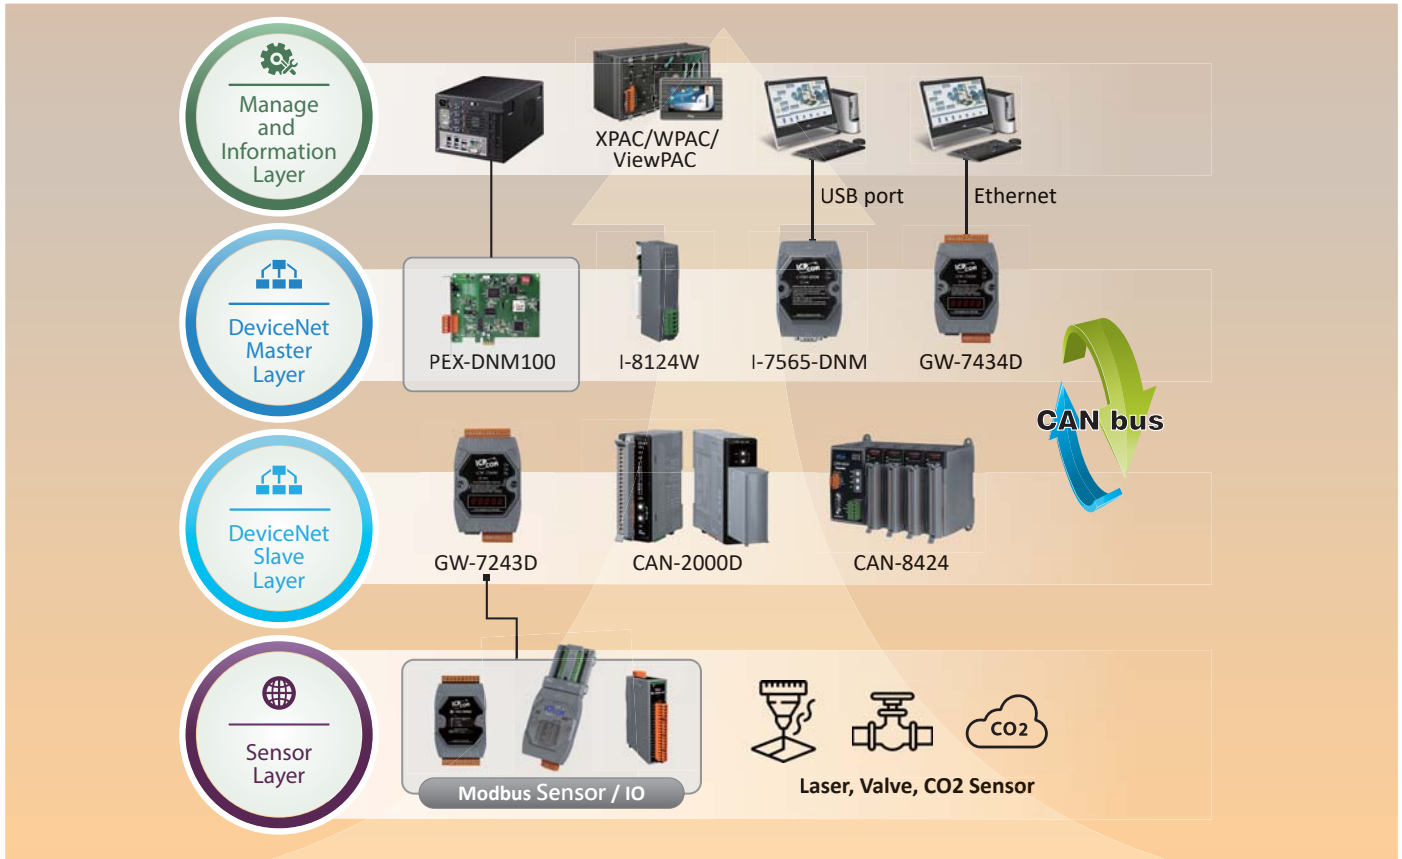 Manage
and
Information
Layer
XPAC/WPAC/
ViewPAC
USB port
Ethernet
DeviceNet
Master
Layer
PEX-DNM100
I-8124W
I-7565-DNM
GW-7434D
CAN bus
DeviceNet
Slave
Layer
GW-7243D
CAN-2000D
CAN-8424
Sensor
Layer
Modbus Sensor / IO
CO2
Laser, Valve, CO2 Sensor